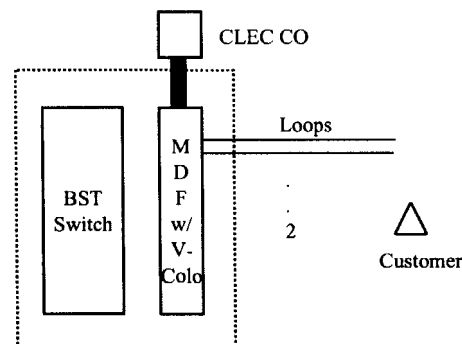 CLEC CO
Loops
M
D
F
w/
V-
Colo
BST
Switch
.
.
2
Customer